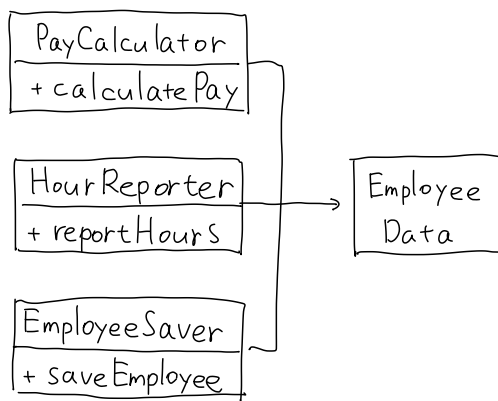 PayCalculator
+ calculatePay
HourReporter
+ reportHours
EmployeeSaver
+ saveEmployee
Employee
Data